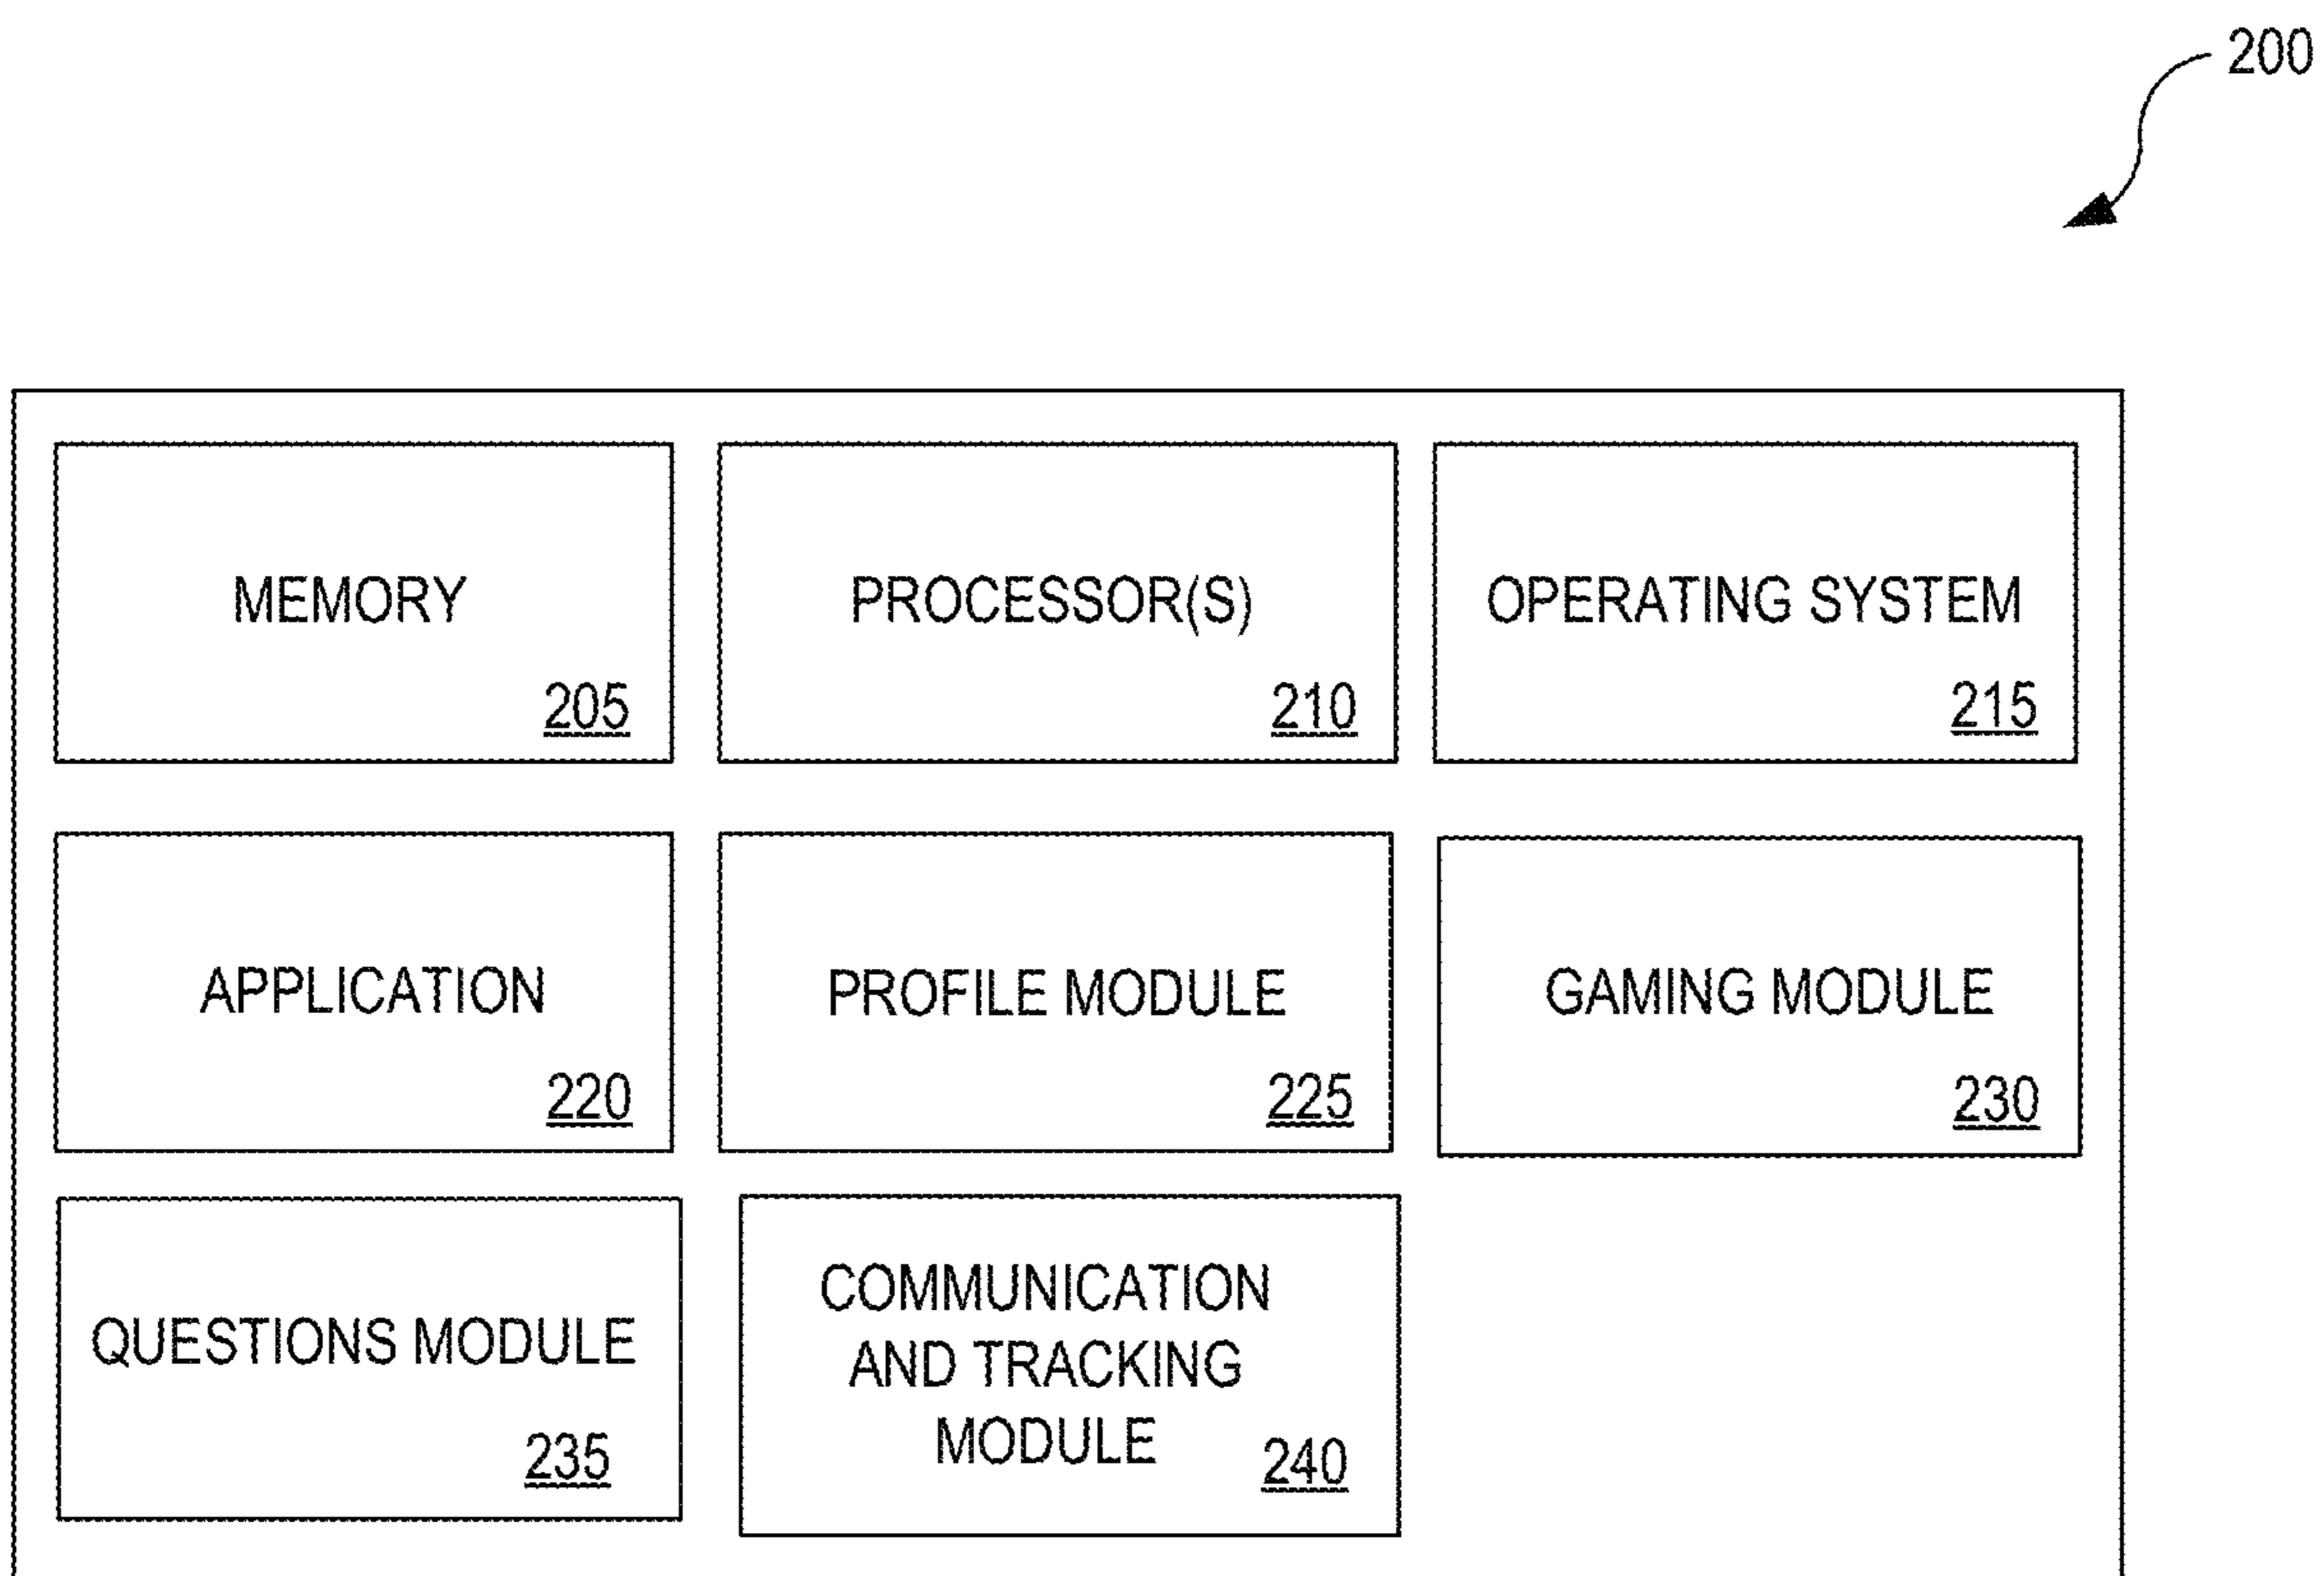 200
MEMORY
205
PROCESSOR(S)
210
OPERATING SYSTEM
215
APPLICATION
220
PROFILE MODULE
225
GAMING MODULE
230
QUESTIONS MODULE
235
COMMUNICATION
AND TRACKING
MODULE
240